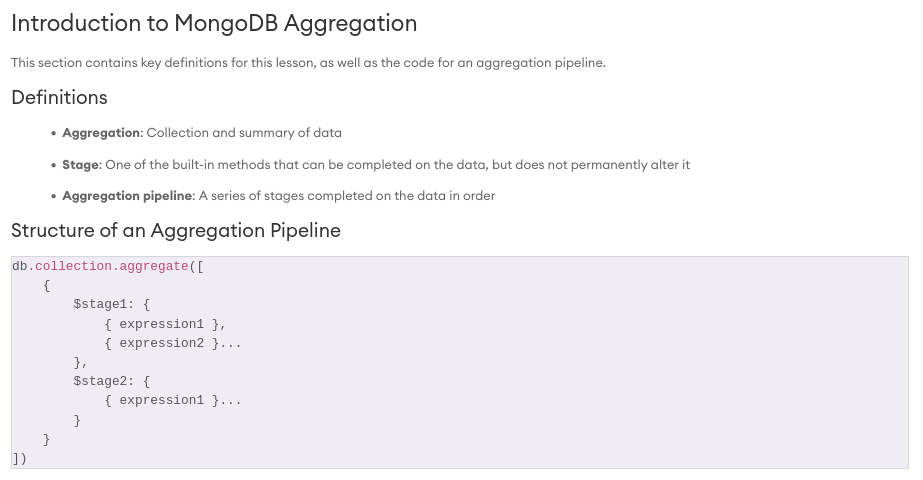 Introduction to MongoDB Aggregation
This section contains key definitions for this lesson, as well as the code for an aggregation pipeline.
Definitions
• Aggregation: Collection and summary of data
• Stage: One of the built-in methods that can be completed on the data, but does not permanently alter it
• Aggregation pipeline: A series of stages completed on the data in order
Structure of an Aggregation Pipeline
db.collection.aggregate([
    {
        $stage1: {
            { expression1 },
            { expression2 }...
        },
        $stage2: {
            { expression1 }...
        }
    }
])